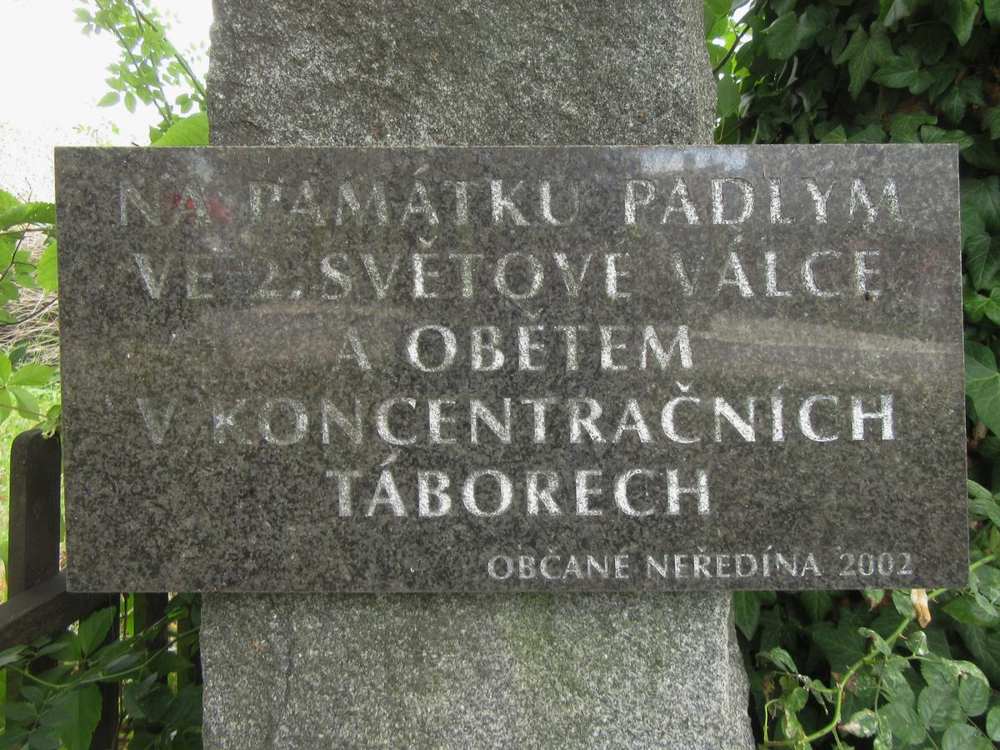 NA PAMÁTKU PADLÝM
VE 2. SVĚTOVÉ VÁLCE
A OBĚTEM
V KONCENTRAČNÍCH
TÁBORECH
OBČANÉ NEŘEDÍNA 2002